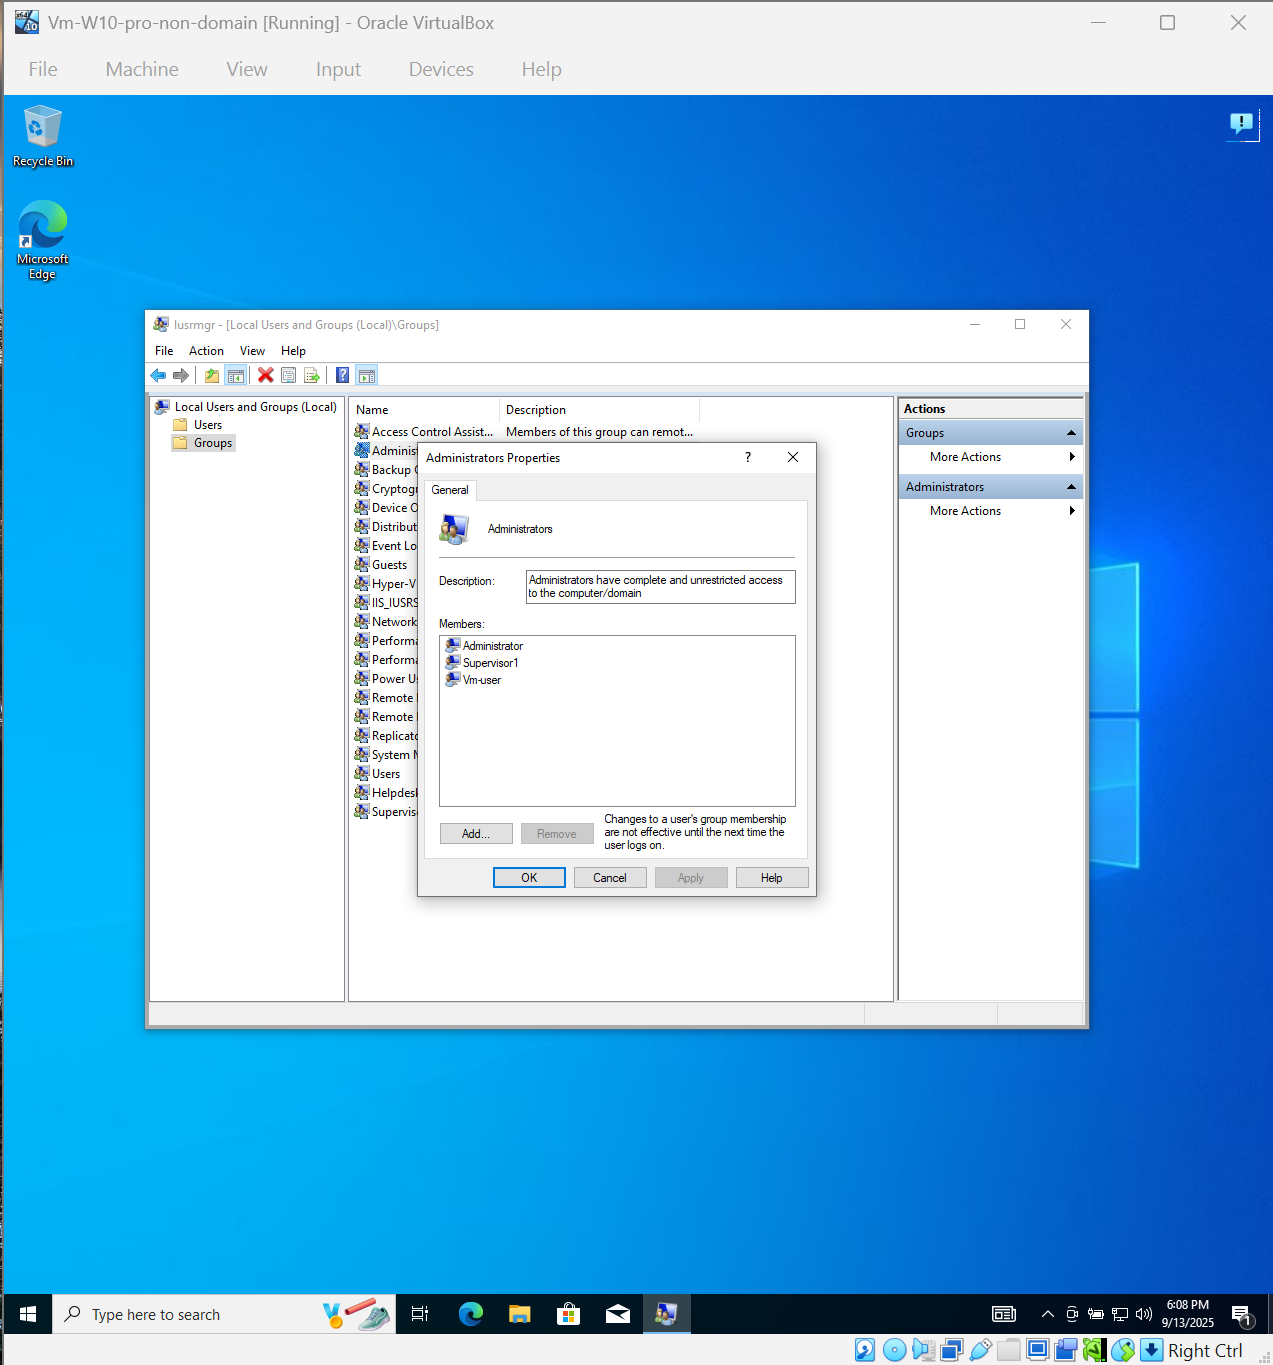 Vm-W10-pro-non-domain [Running] - Oracle VirtualBox
File Machine View Input Devices Help
Recycle Bin
Microsoft
Edge
lusrmgr - [Local Users and Groups (Local)\Groups]
File Action View Help
Local Users and Groups (Local)
Users
Groups
Name Description
Access Control Assist... Members of this group can remot...
Adminis
Backup
Cryptog
Device O
Distribut
Event Lo
Guests
Hyper-V
IIS_IUSRS
Network
Performa
Performa
Power Us
Remote
Remote
Replicato
System M
Users
Helpdes
Superviso
Administrators Properties
?
General
Administrators
Description:
Administrators have complete and unrestricted access
to the computer/domain
Members:
Administrator
Supervisor1
Vm-user
Add... Remove
Changes to a user's group membership
are not effective until the next time the
user logs on.
OK Cancel Apply Help
Actions
Groups
More Actions
Administrators
More Actions
Type here to search
6:08 PM
9/13/2025
1
Right Ctrl